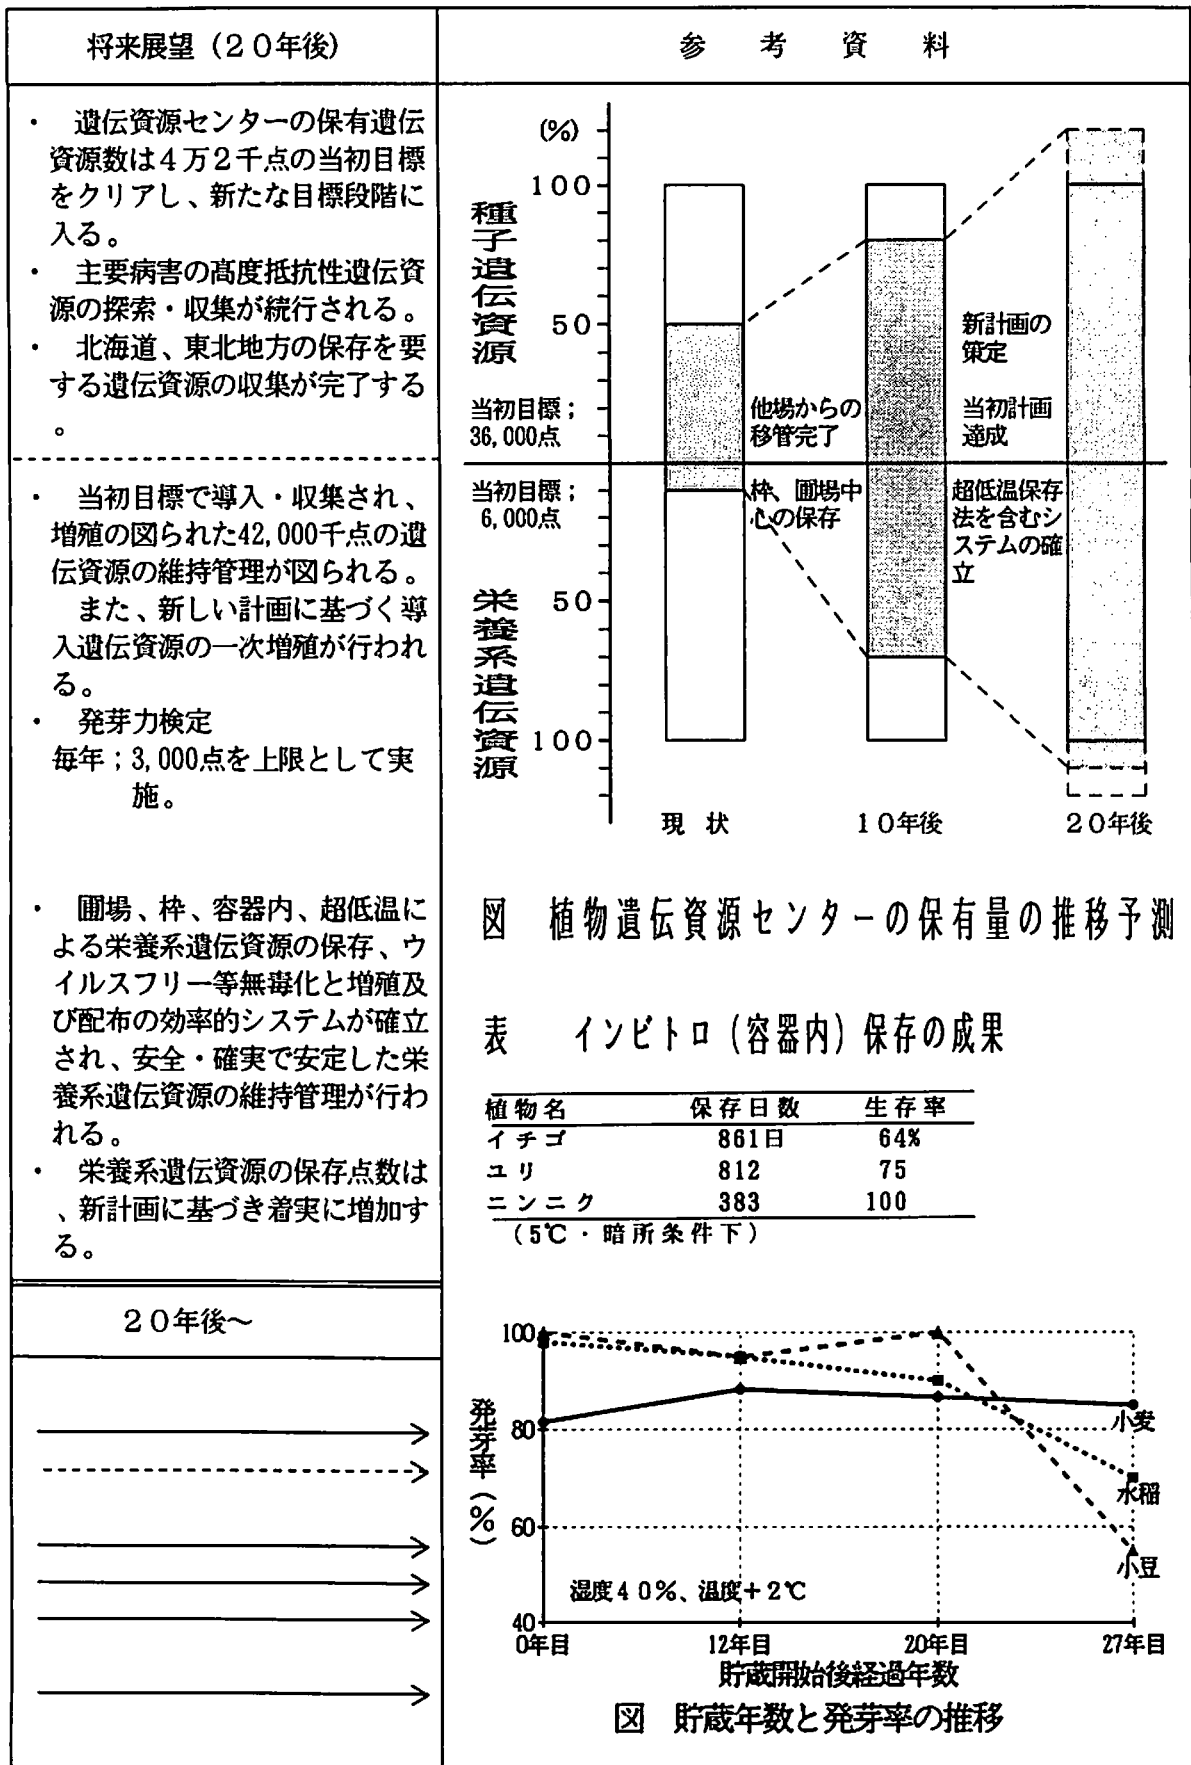 将来展望（２０年後）
・　遺伝資源センターの保有遺伝
資源数は４万２千点の当初目標
をクリアし、新たな目標段階に
入る。
・　主要病害の高度抵抗性遺伝資
源の探索・収集が続行される。
・　北海道、東北地方の保存を要
する遺伝資源の収集が完了する
。
・　当初目標で導入・収集され、
増殖の図られた42,000千点の遺
伝資源の維持管理が図られる。
また、新しい計画に基づく導
入遺伝資源の一次増殖が行われ
る。
・　発芽力検定
毎年；3,000点を上限として実
施。
・　圃場、枠、容器内、超低温に
よる栄養系遺伝資源の保存、ウ
イルスフリー等無毒化と増殖及
び配布の効率的システムが確立
され、安全・確実で安定した栄
養系遺伝資源の維持管理が行わ
れる。
・　栄養系遺伝資源の保存点数は
、新計画に基づき着実に増加す
る。
２０年後～
参　考　資　料
(%)
100
50
50
100
種子遺伝資源
当初目標；
36,000点
他場からの
移管完了
新計画の
策定
当初計画
達成
当初目標；
6,000点
枠、圃場中
心の保存
超低温保存
法を含むシ
ステムの確
立
栄養系遺伝資源
現　状
１０年後
２０年後
図　植物遺伝資源センターの保有量の推移予測
表　インビトロ（容器内）保存の成果
植物名　保存日数　生存率
イチゴ　861日　64%
ユリ　812　75
ニンニク　383　100
（5℃・暗所条件下）
発芽率（％）
100
80
60
40
小麦
水稲
小豆
湿度４０％、温度＋２℃
0年目　12年目　20年目　27年目
貯蔵開始後経過年数
図　貯蔵年数と発芽率の推移